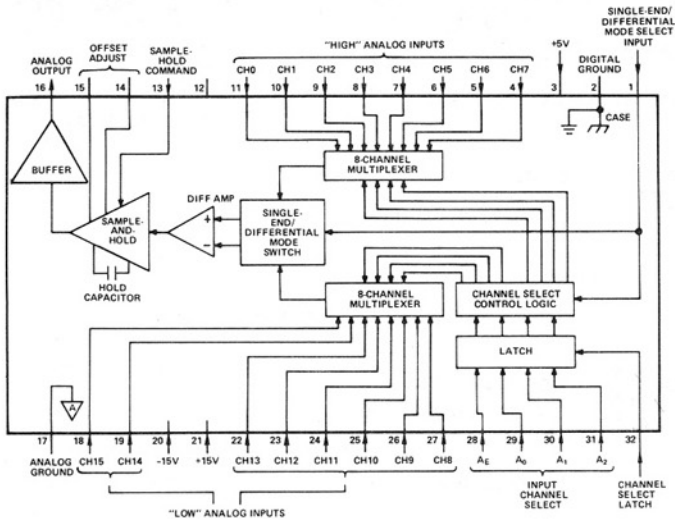 SINGLE-END/
DIFFERENTIAL
MODE SELECT
INPUT
ANALOG
OUTPUT
OFFSET
ADJUST
SAMPLE-
HOLD
COMMAND
"HIGH" ANALOG INPUTS
+5V
DIGITAL
GROUND
CH0 CH1 CH2 CH3 CH4 CH5 CH6 CH7
16 15 14 13 12 11 10 9 8 7 6 5 4 3 2 1
CASE
BUFFER
8-CHANNEL
MULTIPLEXER
DIFF AMP
SAMPLE-
AND-
HOLD
+
−
SINGLE-
END/
DIFFERENTIAL
MODE
SWITCH
HOLD
CAPACITOR
8-CHANNEL
MULTIPLEXER
CHANNEL SELECT
CONTROL LOGIC
LATCH
A
17 18 19 20 21 22 23 24 25 26 27 28 29 30 31 32
ANALOG
GROUND
CH15 CH14 -15V +15V CH13 CH12 CH11 CH10 CH9 CH8 AE A0 A1 A2
"LOW" ANALOG INPUTS
INPUT
CHANNEL
SELECT
CHANNEL
SELECT
LATCH